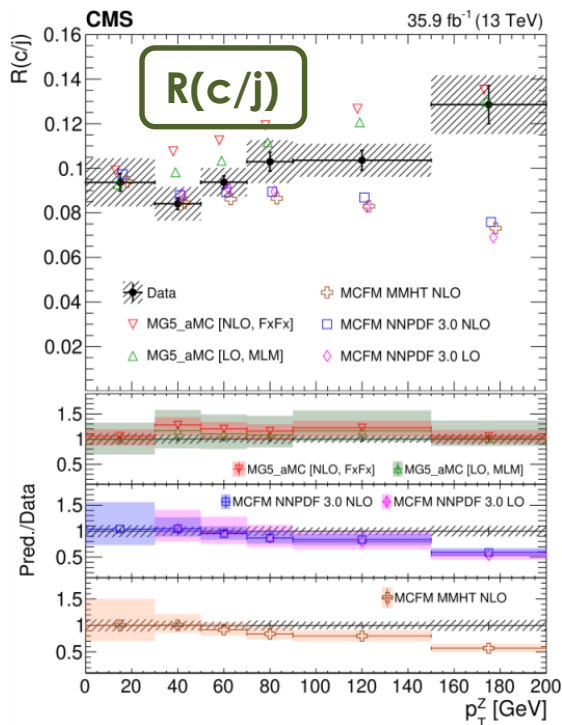 CMS
35.9 fb⁻¹ (13 TeV)
R(c/j)
R(c/j)
0.16
0.14
0.12
0.1
0.08
0.06
0.04
0.02
Data
MG5_aMC [NLO, FxFx]
MG5_aMC [LO, MLM]
MCFM MMHT NLO
MCFM NNPDF 3.0 NLO
MCFM NNPDF 3.0 LO
Pred./Data
1.5
1
0.5
MG5_aMC [NLO, FxFx]
MG5_aMC [LO, MLM]
1.5
1
0.5
MCFM NNPDF 3.0 NLO
MCFM NNPDF 3.0 LO
1.5
1
0.5
MCFM MMHT NLO
0 20 40 60 80 100 120 140 160 180 200
p_T^Z [GeV]